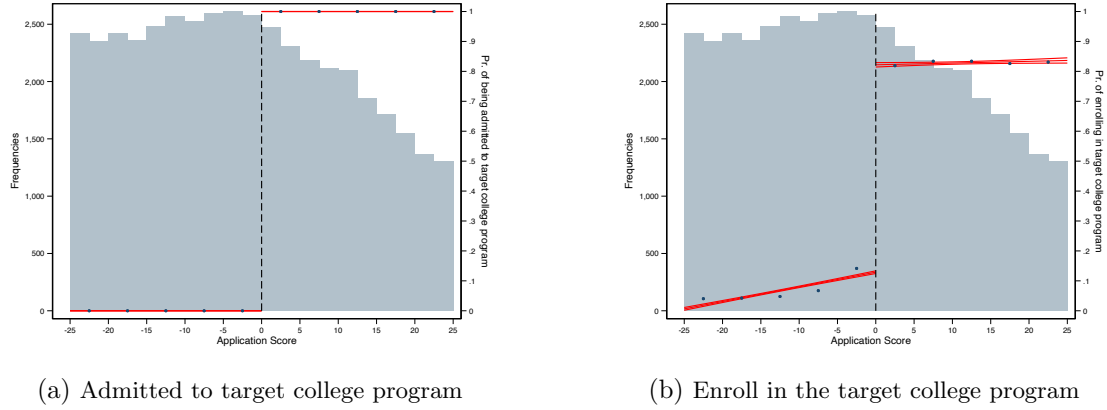 2,500
2,000
1,500
1,000
500
0
Frequencies
1
.9
.8
.7
.6
.5
.4
.3
.2
.1
0
Pr. of being admitted to target
college program
-25 -20 -15 -10 -5 0 5 10 15 20 25
Application Score
(a) Admitted to target college program
2,500
2,000
1,500
1,000
500
0
Frequencies
1
.9
.8
.7
.6
.5
.4
.3
.2
.1
0
Pr. of enrolling in target
college program
-25 -20 -15 -10 -5 0 5 10 15 20 25
Application Score
(b) Enroll in the target college program